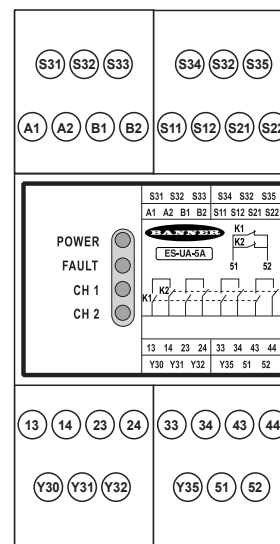 S31 S32 S33 S34 S32 S35
A1 A2 B1 B2 S11 S12 S21 S22
S31 S32 S33 S34 S32 S35
A1 A2 B1 B2 S11 S12 S21 S22
BANNER
ES-UA-5A
K1
K2
51 52
POWER
FAULT
CH 1
CH 2
K1 K2
13 14 23 24 33 34 43 44
Y30 Y31 Y32 Y35 51 52
13 14 23 24 33 34 43 44
Y30 Y31 Y32 Y35 51 52